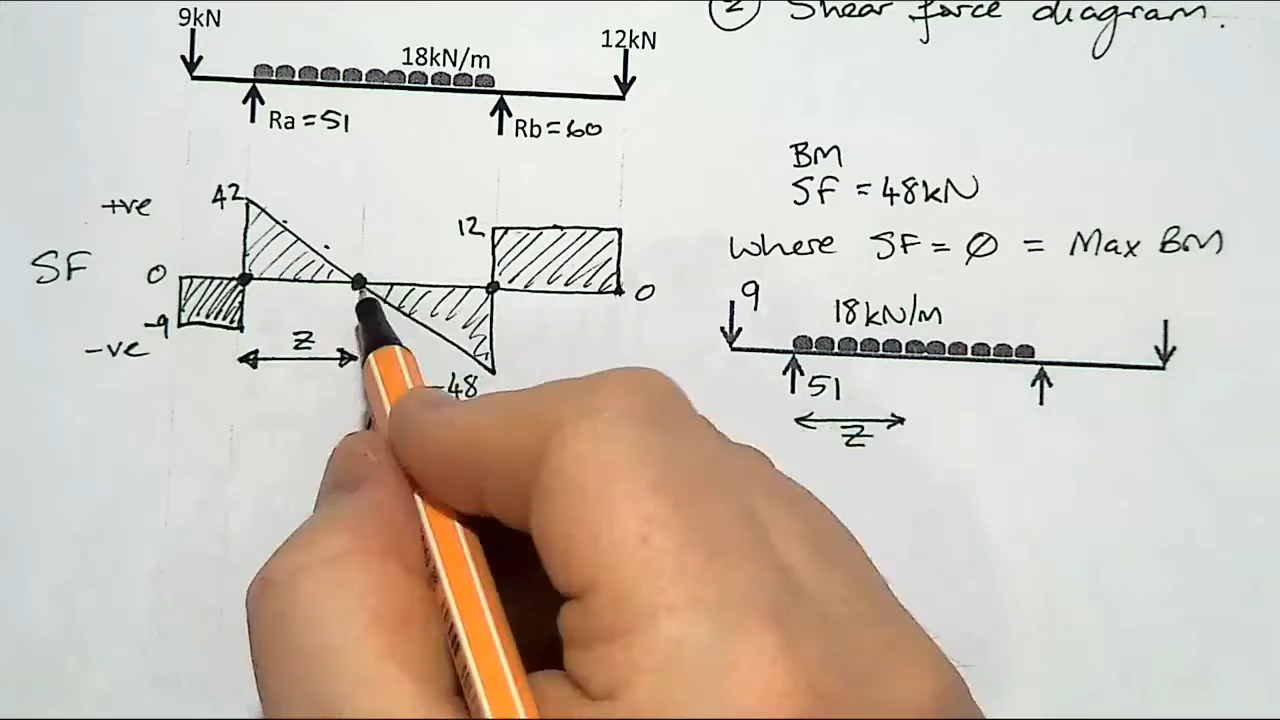 ② Shear force diagram.
9kN
18kN/m
12kN
Ra = 51
Rb = 60
BM
SF = 48kN
+ve
42
12
where SF = Ø = Max BM
SF
0
0
-9
-ve
z
-48
9
18kN/m
51
z